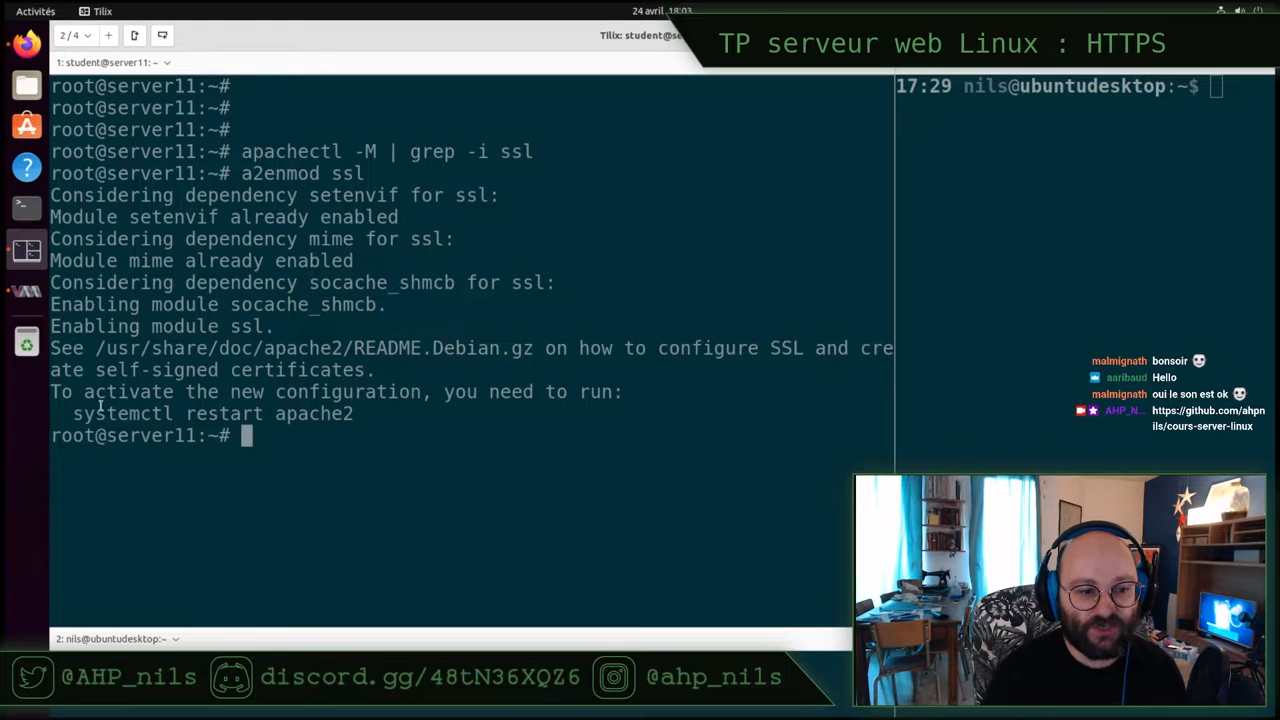 Activités
Tilix
24 avril 18:03
2/4
Tilix: student@se
TP serveur web Linux : HTTPS
1: student@server11: ~
root@server11:~#
root@server11:~#
root@server11:~#
root@server11:~# apachectl -M | grep -i ssl
root@server11:~# a2enmod ssl
Considering dependency setenvif for ssl:
Module setenvif already enabled
Considering dependency mime for ssl:
Module mime already enabled
Considering dependency socache_shmcb for ssl:
Enabling module socache_shmcb.
Enabling module ssl.
See /usr/share/doc/apache2/README.Debian.gz on how to configure SSL and cre
ate self-signed certificates.
To activate the new configuration, you need to run:
  systemctl restart apache2
root@server11:~#
17:29 nils@ubuntudesktop:~$
malmignath bonsoir
aaribaud Hello
malmignath oui le son est ok
AHP_N... https://github.com/ahpn
ils/cours-server-linux
2: nils@ubuntudesktop:~
@AHP_nils discord.gg/48tN36XQZ6 @ahp_nils